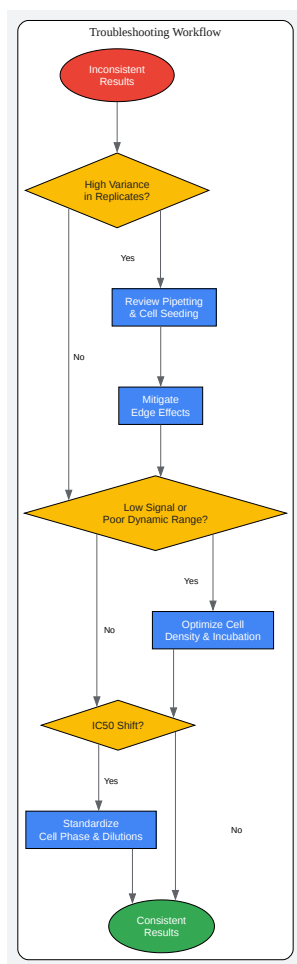 Troubleshooting Workflow
Inconsistent
Results
High Variance
in Replicates?
Yes
Review Pipetting
& Cell Seeding
No
Mitigate
Edge Effects
Low Signal or
Poor Dynamic Range?
Yes
Optimize Cell
Density & Incubation
No
IC50 Shift?
Yes
Standardize
Cell Phase & Dilutions
No
Consistent
Results